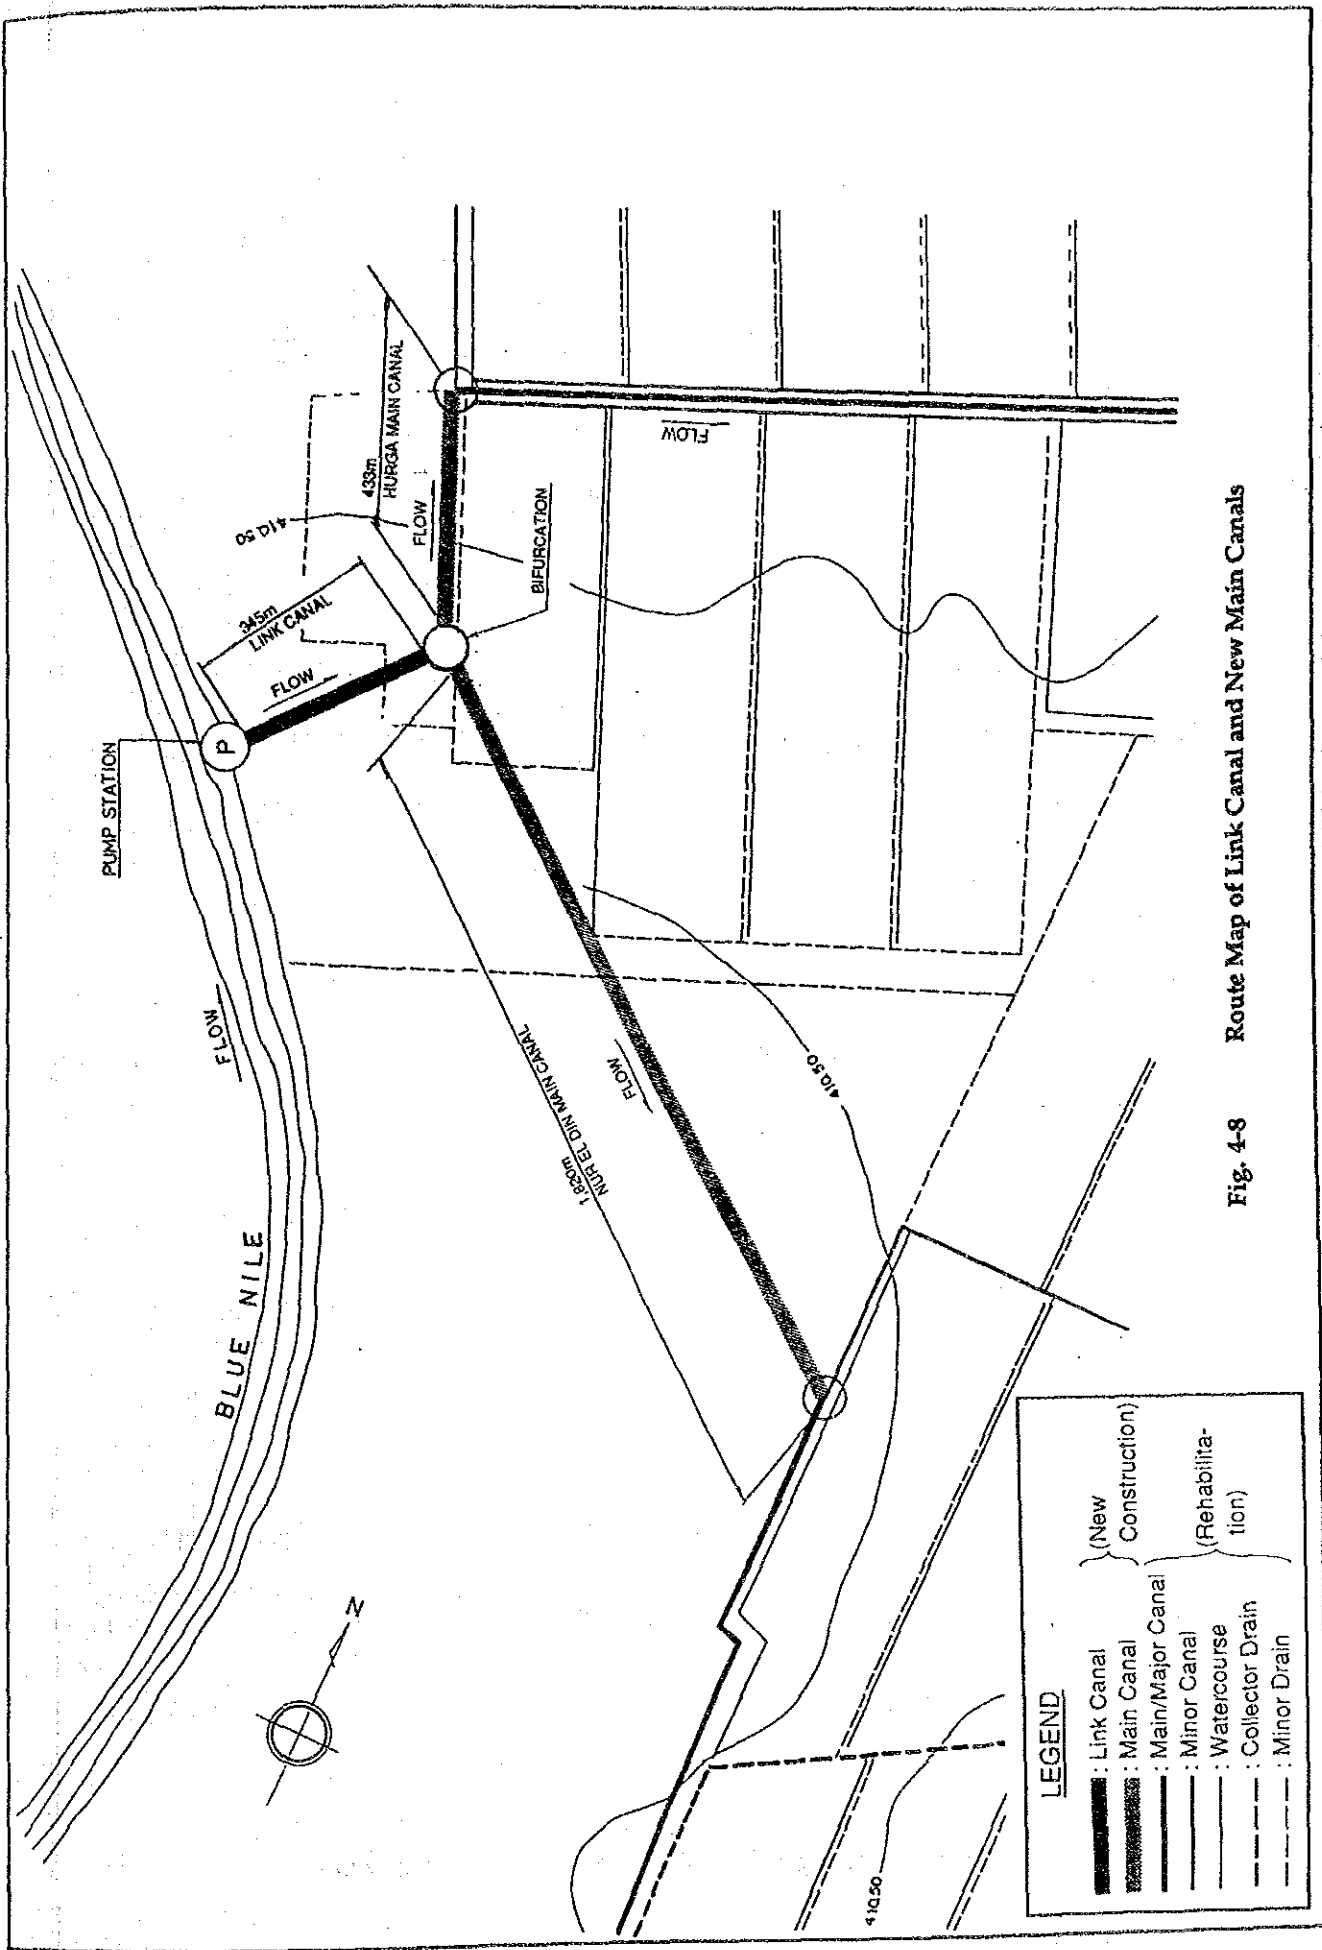 BLUE NILE
FLOW
PUMP STATION
P
345m
LINK CANAL
FLOW
410.50
433m
HURGA MAIN CANAL
FLOW
BIFURCATION
FLOW
1,820m
NUR EL DIN MAIN CANAL
FLOW
410.50
410.50
N
LEGEND
: Link Canal
: Main Canal
(New
Construction)
: Main/Major Canal
: Minor Canal
: Watercourse
: Collector Drain
: Minor Drain
(Rehabilita-
tion)
Fig. 4-8 Route Map of Link Canal and New Main Canals